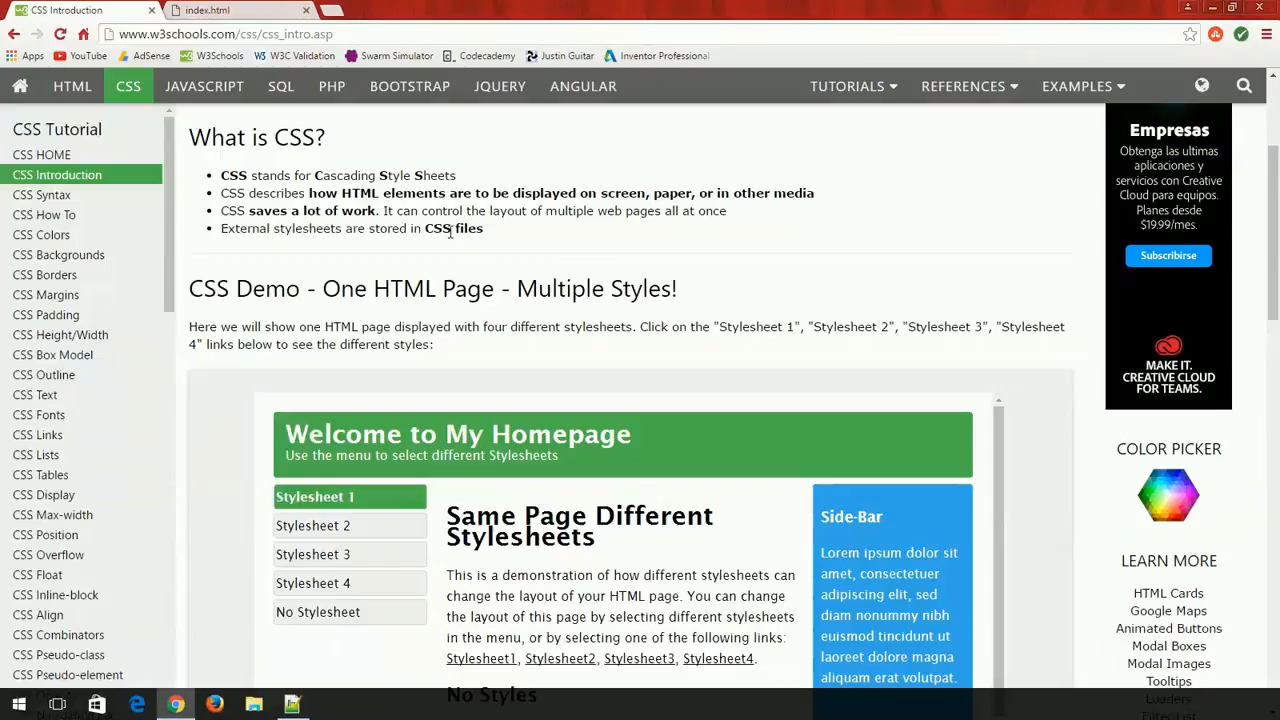 CSS Introduction
index.html
www.w3schools.com/css/css_intro.asp
Apps YouTube AdSense W3Schools W3C Validation Swarm Simulator Codecademy Justin Guitar Inventor Professional
HTML CSS JAVASCRIPT SQL PHP BOOTSTRAP JQUERY ANGULAR TUTORIALS REFERENCES EXAMPLES
CSS Tutorial
CSS HOME
CSS Introduction
CSS Syntax
CSS How To
CSS Colors
CSS Backgrounds
CSS Borders
CSS Margins
CSS Padding
CSS Height/Width
CSS Box Model
CSS Outline
CSS Text
CSS Fonts
CSS Links
CSS Lists
CSS Tables
CSS Display
CSS Max-width
CSS Position
CSS Overflow
CSS Float
CSS Inline-block
CSS Align
CSS Combinators
CSS Pseudo-class
CSS Pseudo-element
What is CSS?
CSS stands for Cascading Style Sheets
CSS describes how HTML elements are to be displayed on screen, paper, or in other media
CSS saves a lot of work. It can control the layout of multiple web pages all at once
External stylesheets are stored in CSS files
CSS Demo - One HTML Page - Multiple Styles!
Here we will show one HTML page displayed with four different stylesheets. Click on the "Stylesheet 1", "Stylesheet 2", "Stylesheet 3", "Stylesheet
4" links below to see the different styles:
Welcome to My Homepage
Use the menu to select different Stylesheets
Stylesheet 1
Stylesheet 2
Stylesheet 3
Stylesheet 4
No Stylesheet
Same Page Different
Stylesheets
This is a demonstration of how different stylesheets can
change the layout of your HTML page. You can change
the layout of this page by selecting different stylesheets
in the menu, or by selecting one of the following links:
Stylesheet1, Stylesheet2, Stylesheet3, Stylesheet4.
No Styles
Side-Bar
Lorem ipsum dolor sit
amet, consectetuer
adipiscing elit, sed
diam nonummy nibh
euismod tincidunt ut
laoreet dolore magna
aliquam erat volutpat.
Empresas
Obtenga las ultimas
aplicaciones y
servicios con Creative
Cloud para equipos.
Planes desde
$19.99/mes.
Subscribirse
MAKE IT.
CREATIVE CLOUD
FOR TEAMS.
COLOR PICKER
LEARN MORE
HTML Cards
Google Maps
Animated Buttons
Modal Boxes
Modal Images
Tooltips
Loaders
Filter List